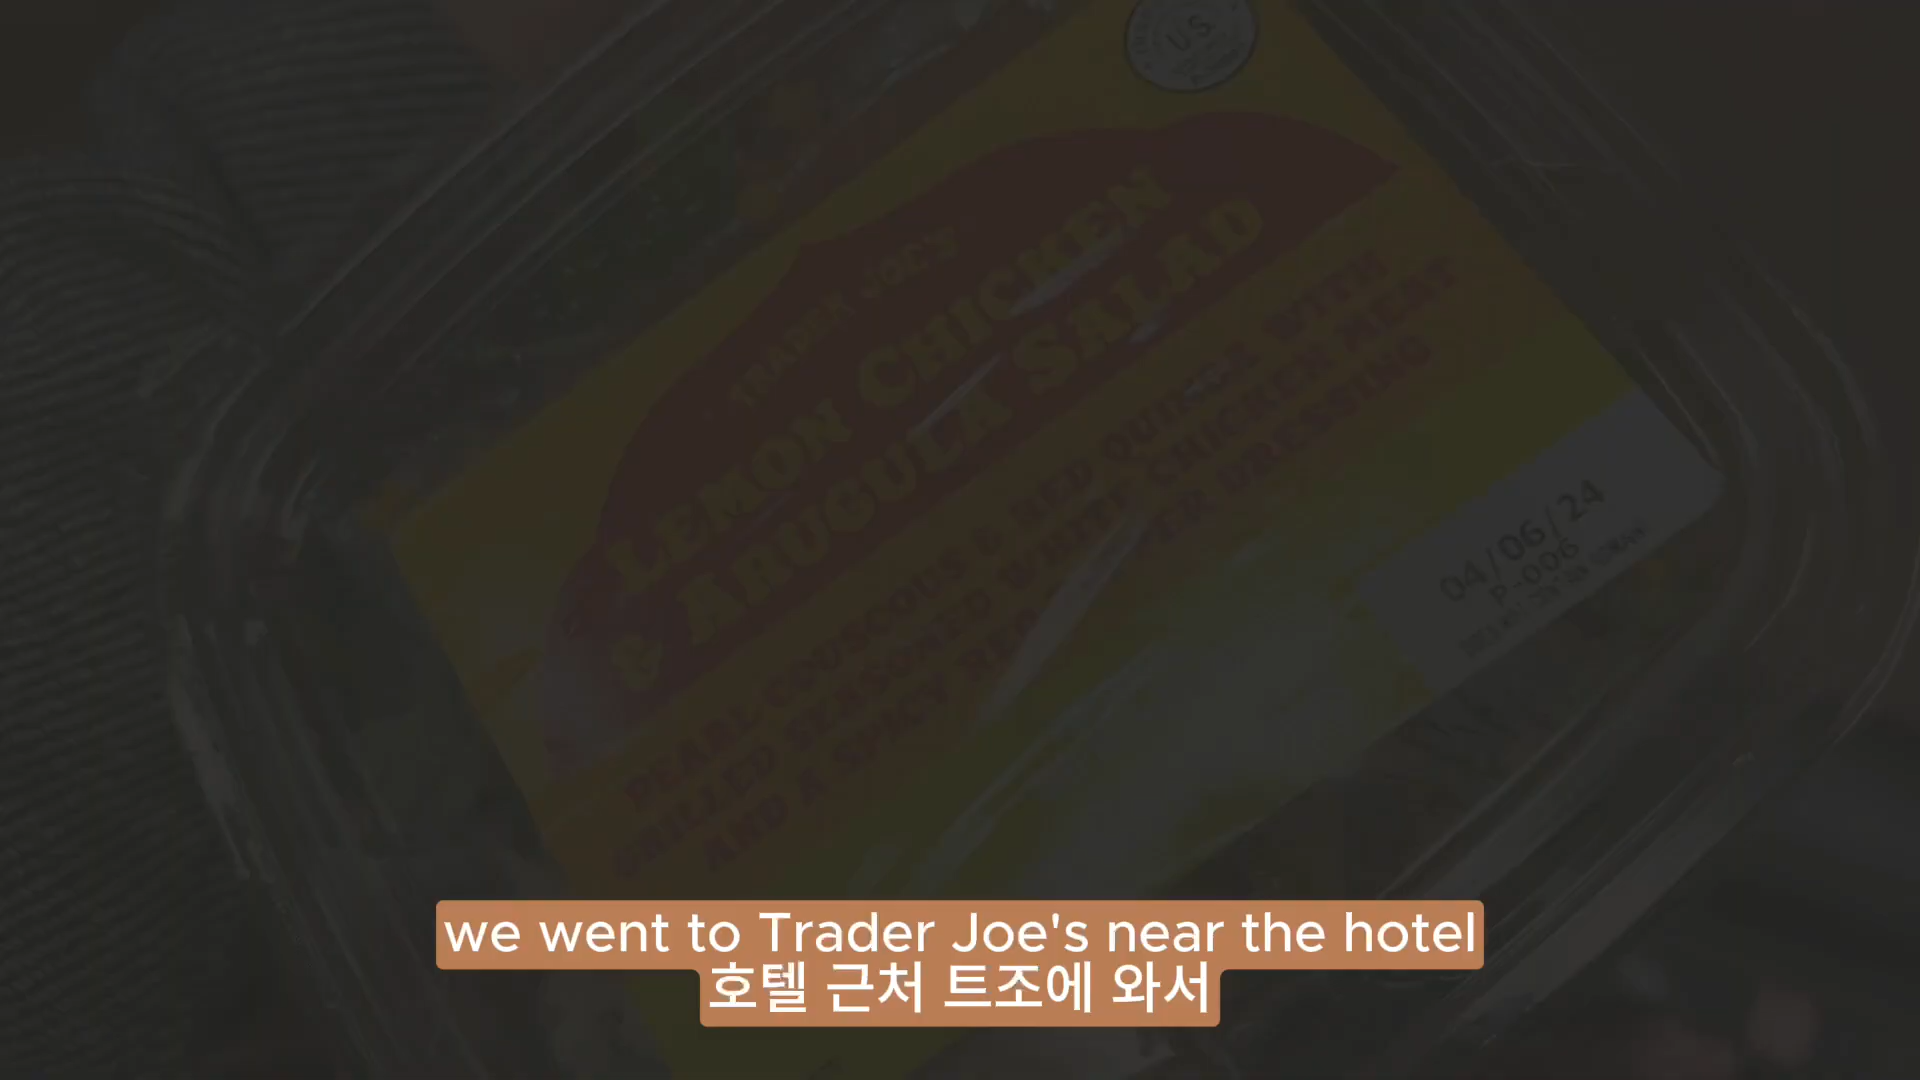 U.S.
TRADER JOE'S
LEMON CHICKEN
& ARUGULA SALAD
PEARL COUSCOUS & RED QUINOA WITH
GRILLED SEASONED WHITE CHICKEN MEAT
AND A SPICY DRESSING
04/06/24
P-006
we went to Trader Joe's near the hotel
호텔 근처 트조에 와서